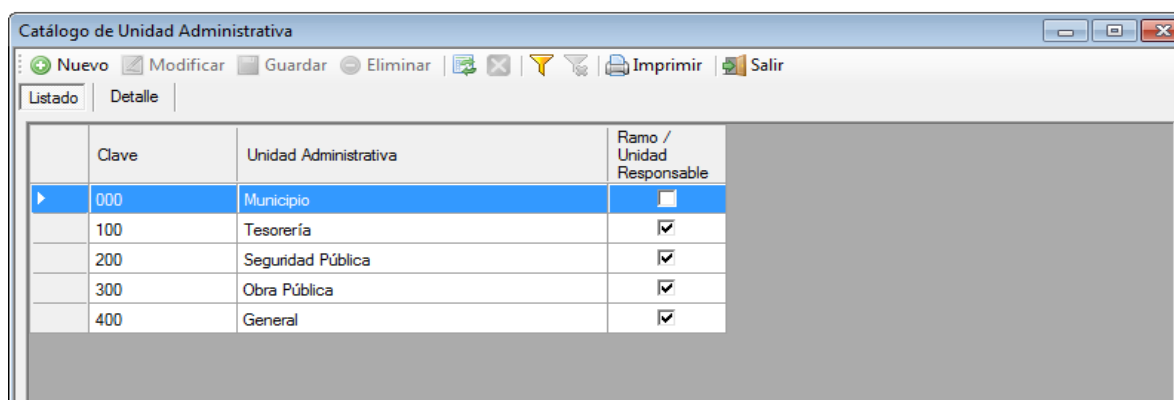 Catálogo de Unidad Administrativa
Nuevo Modificar Guardar Eliminar Imprimir Salir
Listado Detalle
Clave Unidad Administrativa Ramo /
Unidad
Responsable
000 Municipio
100 Tesorería
200 Seguridad Pública
300 Obra Pública
400 General